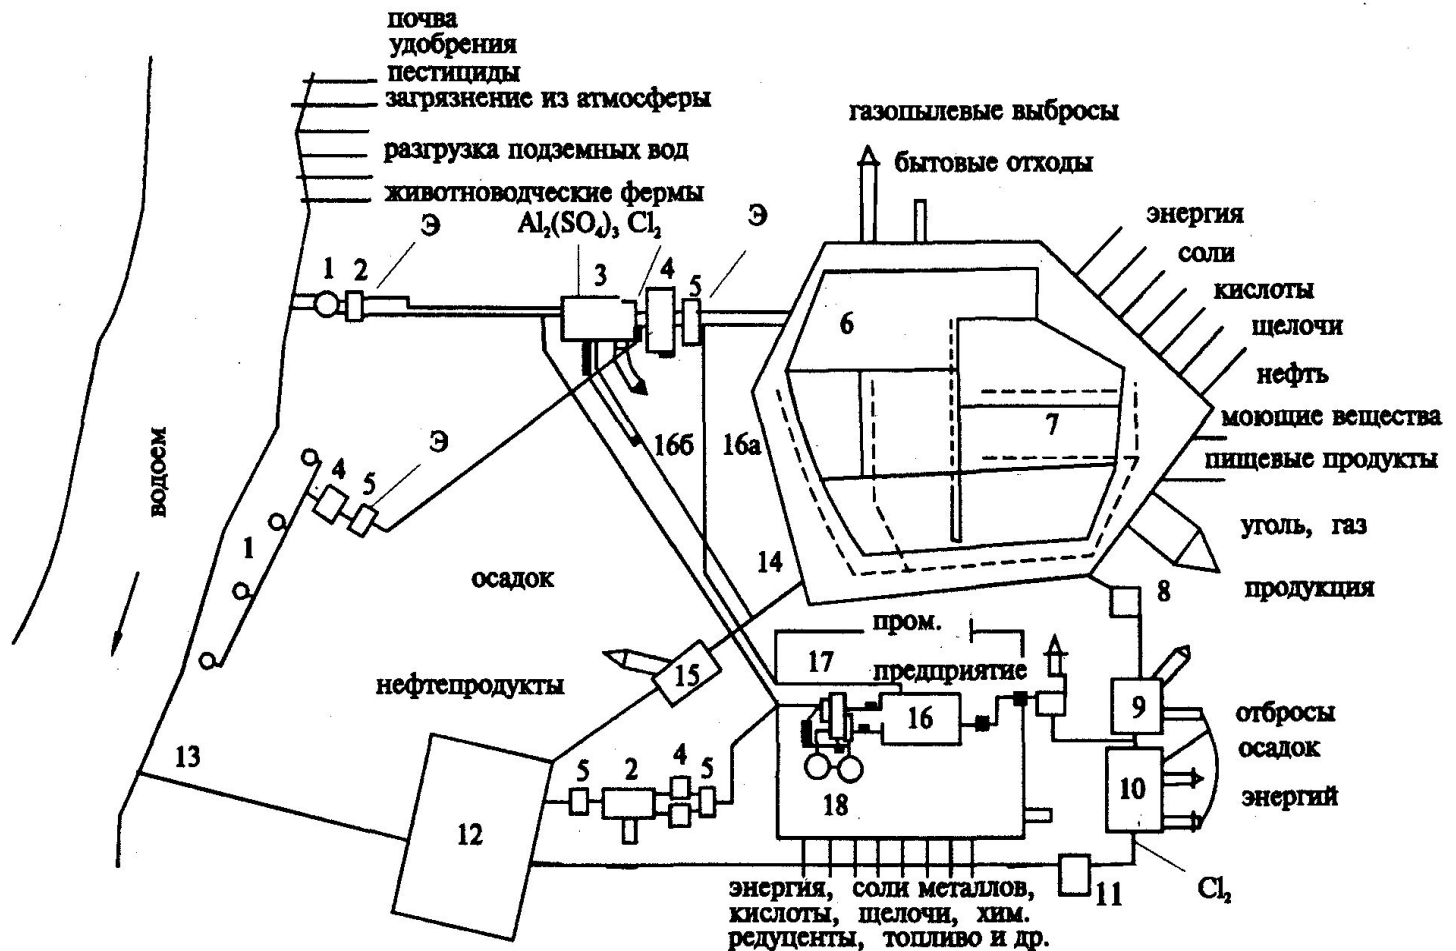 почва
удобрения
пестициды
загрязнение из атмосферы
газопылевые выбросы
разгрузка подземных вод
бытовые отходы
животноводческие фермы
Э
Al₂(SO₄)₃ Cl₂
Э
энергия
соли
1 2
3
4
5
кислоты
6
щелочи
нефть
7
моющие вещества
пищевые продукты
водоем
4
5
Э
16б
16а
1
уголь, газ
осадок
14
8
продукция
пром.
предприятие
17
15
нефтепродукты
16
9
отбросы
осадок
10
энергий
13
5
2
4
5
18
12
11
Cl₂
энергия, соли металлов,
кислоты, щелочи, хим.
редуценты, топливо и др.